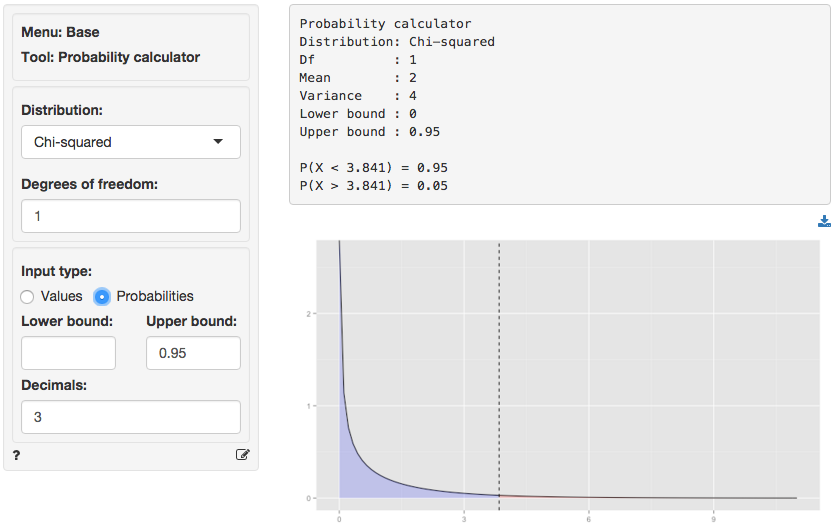 Menu: Base
Tool: Probability calculator
Distribution:
Chi-squared
Degrees of freedom:
1
Input type:
Values Probabilities
Lower bound: Upper bound:
0.95
Decimals:
3
?
Probability calculator
Distribution: Chi-squared
Df : 1
Mean : 2
Variance : 4
Lower bound : 0
Upper bound : 0.95
P(X < 3.841) = 0.95
P(X > 3.841) = 0.05
2
1
0
0 3 6 9